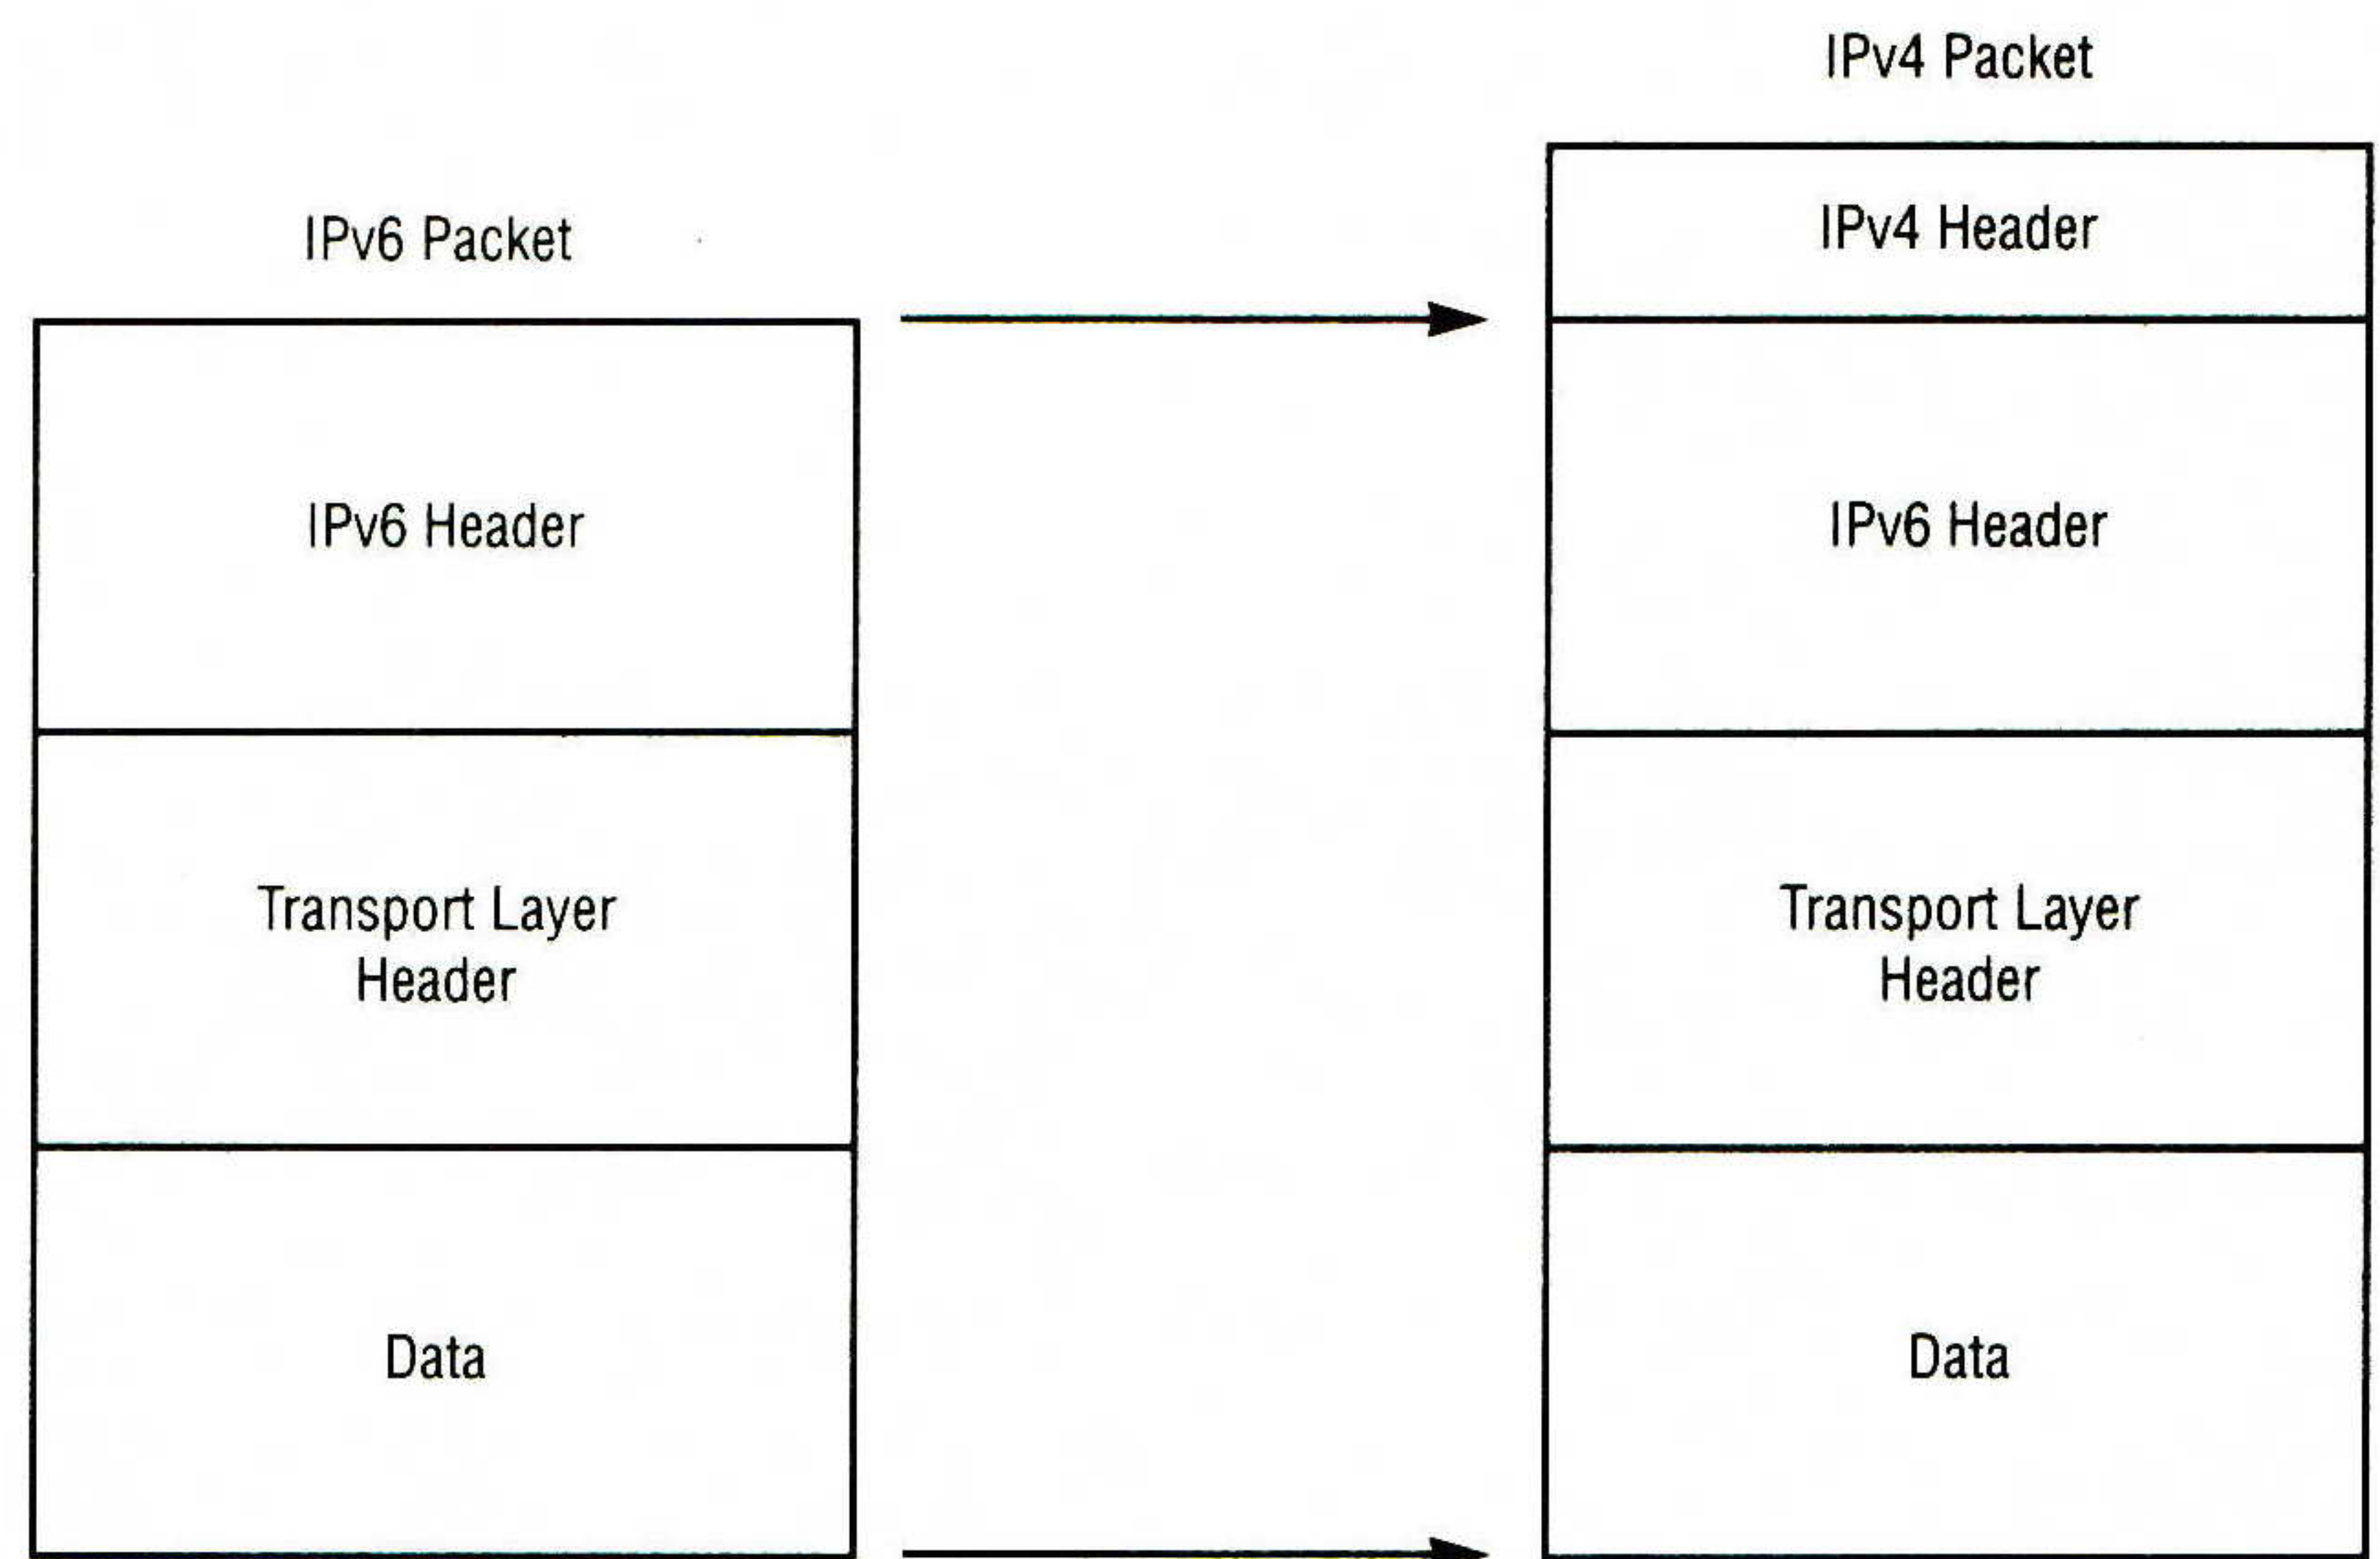 IPv6 Packet
IPv6 Header
Transport Layer
Header
Data
IPv4 Packet
IPv4 Header
IPv6 Header
Transport Layer
Header
Data